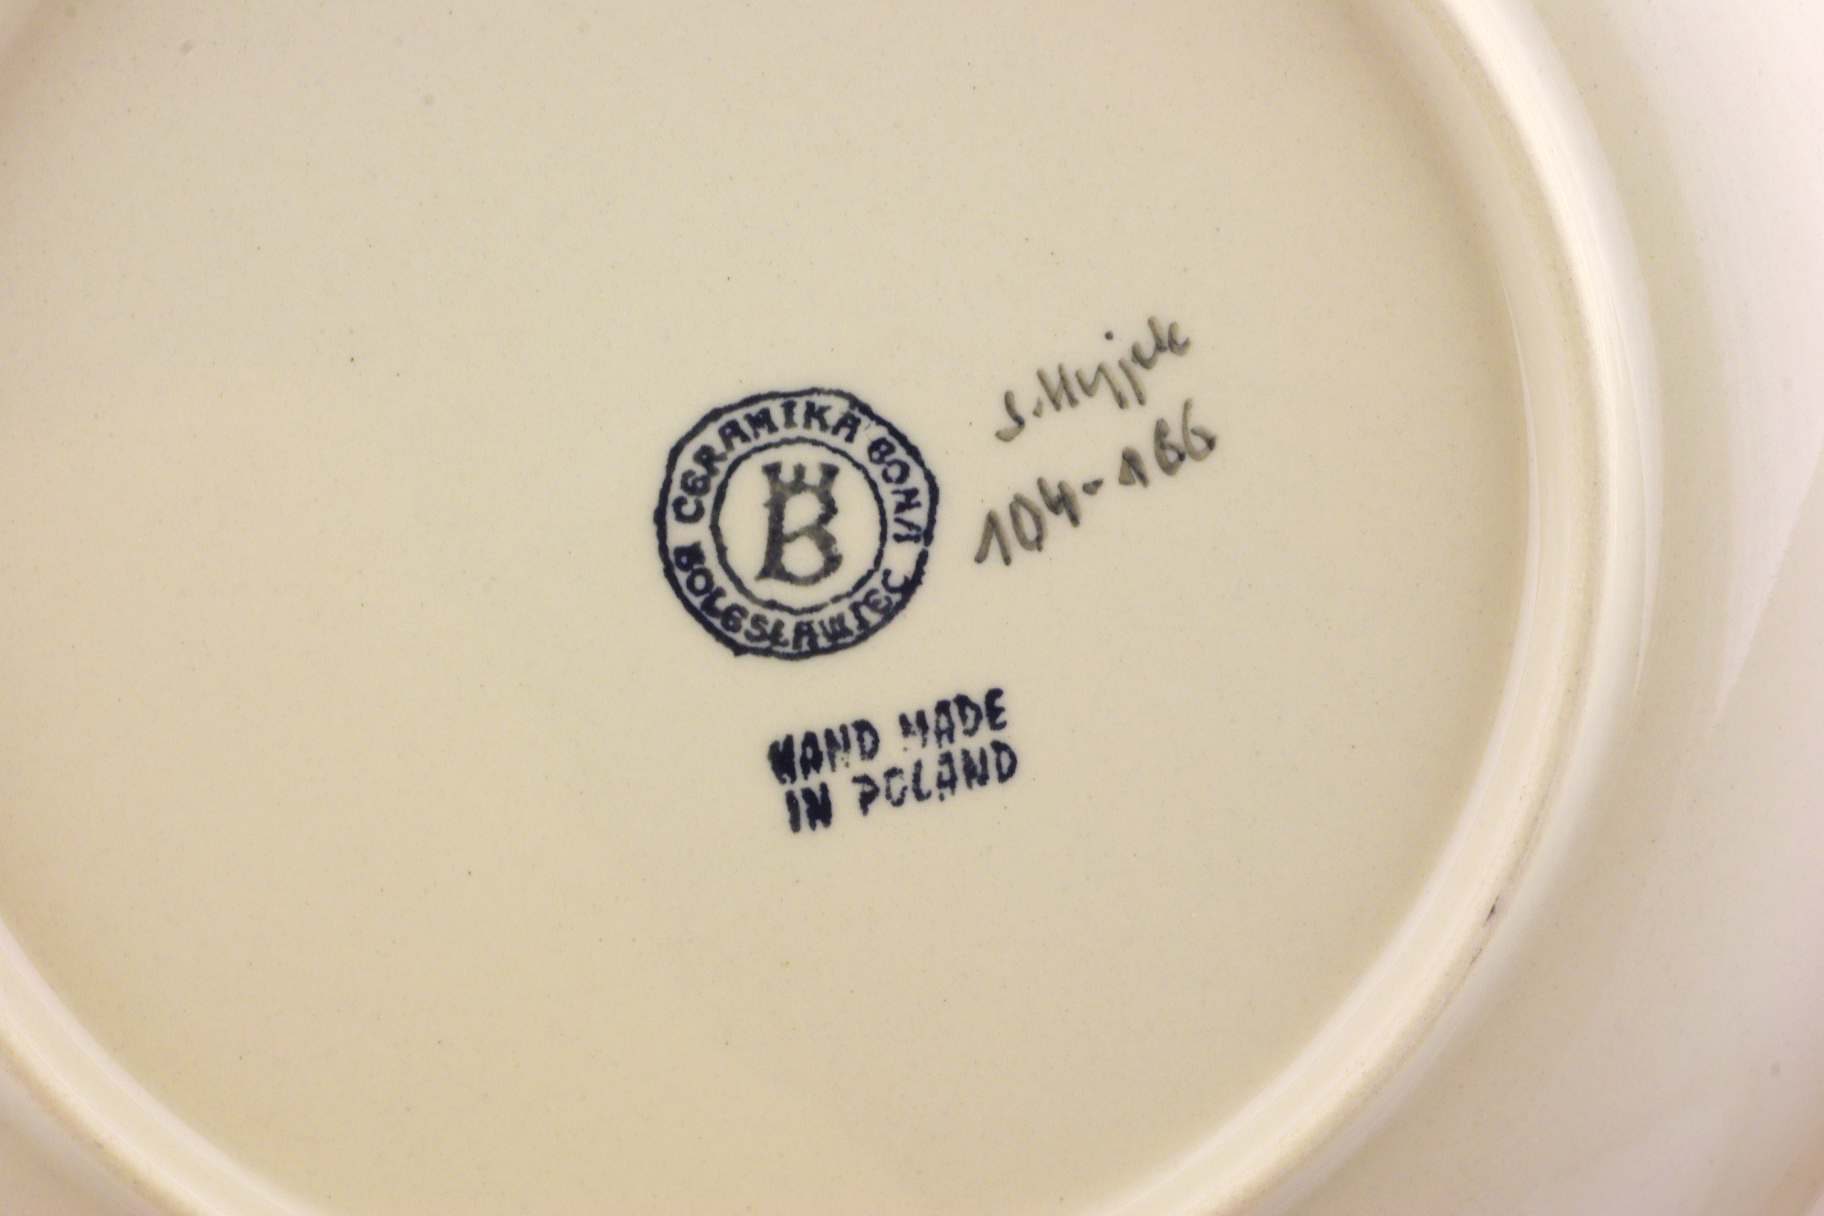 CERAMIKA BONA
BOLESŁAWIEC
B
104-166
HAND MADE
IN POLAND